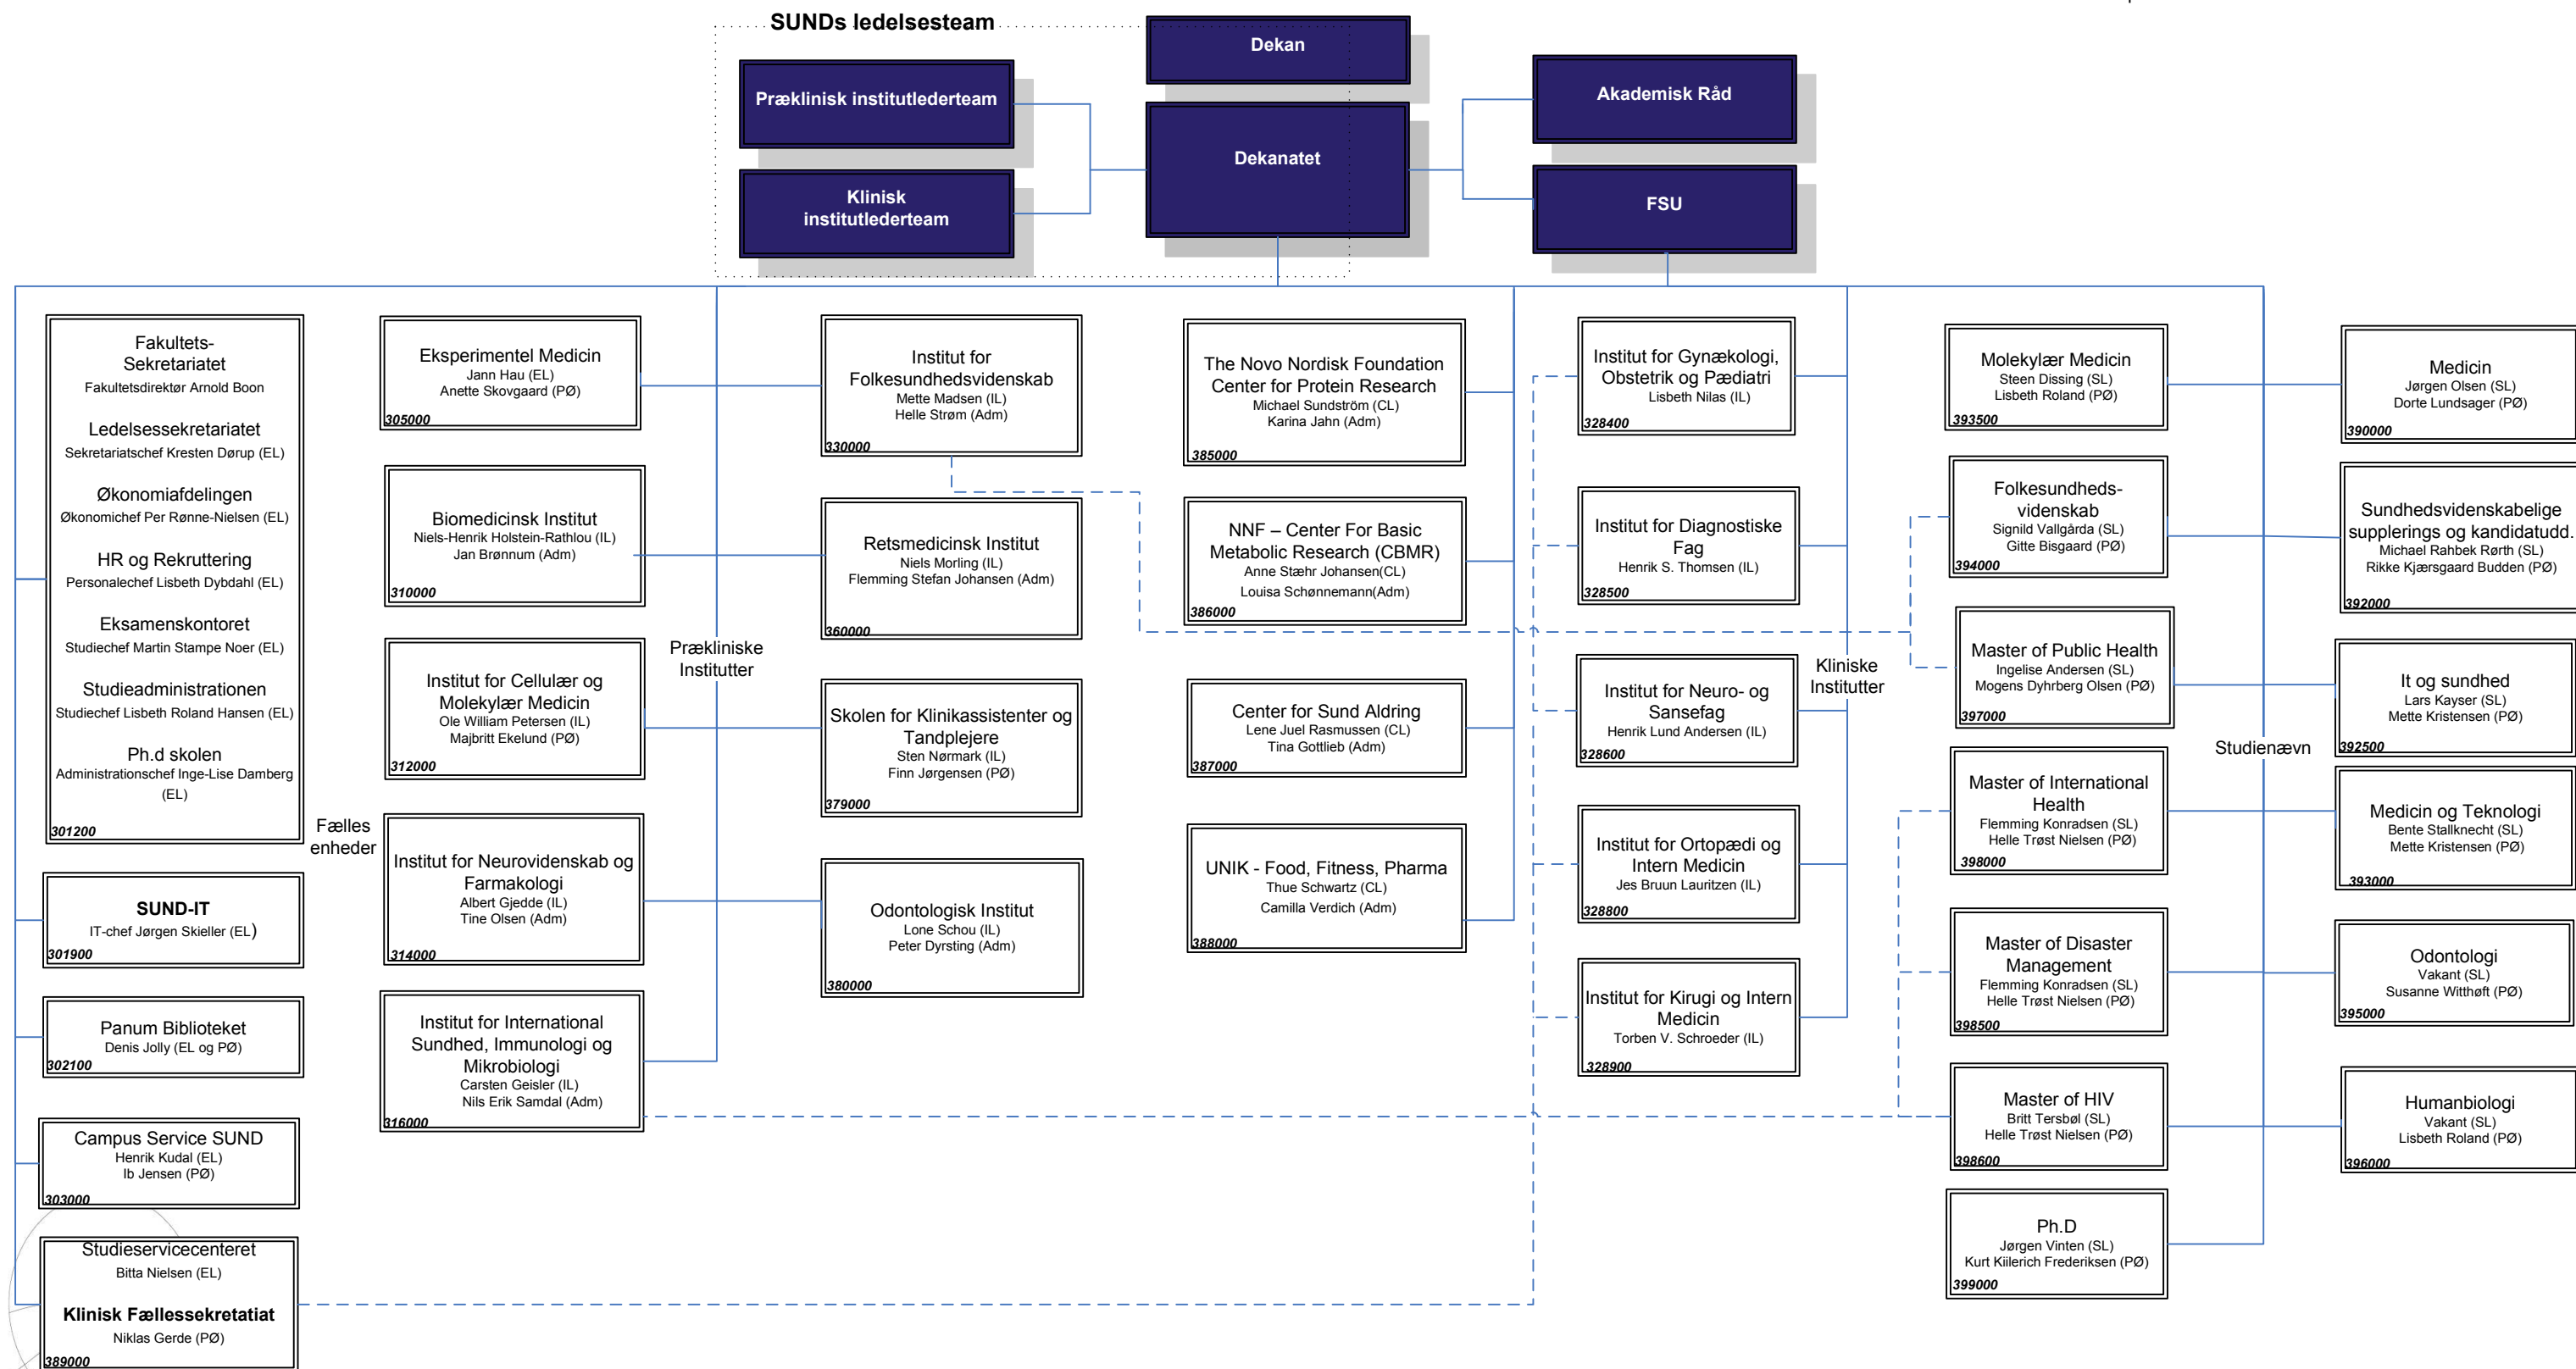 SUNDs ledelsesteam
Dekan
Præklinisk institutlederteam
Klinisk
institutlederteam
Dekanatet
Akademisk Råd
FSU
Fakultets-
Sekretariatet
Fakultetsdirektør Arnold Boon
Ledelsessekretariatet
Sekretariatschef Kresten Dørup (EL)
Økonomiafdelingen
Økonomichef Per Rønne-Nielsen (EL)
HR og Rekruttering
Personalechef Lisbeth Dybdahl (EL)
Eksamenskontoret
Studiechef Martin Stampe Noer (EL)
Studieadministrationen
Studiechef Lisbeth Roland Hansen (EL)
Ph.d skolen
Administrationschef Inge-Lise Damberg
(EL)
301200
Fælles
enheder
SUND-IT
IT-chef Jørgen Skieller (EL)
301900
Panum Biblioteket
Denis Jolly (EL og PØ)
302100
Campus Service SUND
Henrik Kudal (EL)
Ib Jensen (PØ)
303000
Studieservicecenteret
Bitta Nielsen (EL)
Klinisk Fællessekretatiat
Niklas Gerde (PØ)
389000
Eksperimentel Medicin
Jann Hau (EL)
Anette Skovgaard (PØ)
305000
Biomedicinsk Institut
Niels-Henrik Holstein-Rathlou (IL)
Jan Brønnum (Adm)
310000
Institut for Cellulær og
Molekylær Medicin
Ole William Petersen (IL)
Majbritt Ekelund (PØ)
312000
Institut for Neurovidenskab og
Farmakologi
Albert Gjedde (IL)
Tine Olsen (Adm)
314000
Institut for International
Sundhed, Immunologi og
Mikrobiologi
Carsten Geisler (IL)
Nils Erik Samdal (Adm)
316000
Prækliniske
Institutter
Institut for
Folkesundhedsvidenskab
Mette Madsen (IL)
Helle Strøm (Adm)
330000
Retsmedicinsk Institut
Niels Morling (IL)
Flemming Stefan Johansen (Adm)
360000
Skolen for Klinikassistenter og
Tandplejere
Sten Nørmark (IL)
Finn Jørgensen (PØ)
379000
Odontologisk Institut
Lone Schou (IL)
Peter Dyrsting (Adm)
380000
The Novo Nordisk Foundation
Center for Protein Research
Michael Sundström (CL)
Karina Jahn (Adm)
385000
NNF – Center For Basic
Metabolic Research (CBMR)
Anne Stæhr Johansen(CL)
Louisa Schønnemann(Adm)
386000
Center for Sund Aldring
Lene Juel Rasmussen (CL)
Tina Gottlieb (Adm)
387000
UNIK - Food, Fitness, Pharma
Thue Schwartz (CL)
Camilla Verdich (Adm)
388000
Institut for Gynækologi,
Obstetrik og Pædiatri
Lisbeth Nilas (IL)
328400
Institut for Diagnostiske
Fag
Henrik S. Thomsen (IL)
328500
Institut for Neuro- og
Sansefag
Henrik Lund Andersen (IL)
328600
Institut for Ortopædi og
Intern Medicin
Jes Bruun Lauritzen (IL)
328800
Institut for Kirugi og Intern
Medicin
Torben V. Schroeder (IL)
328900
Kliniske
Institutter
Molekylær Medicin
Steen Dissing (SL)
Lisbeth Roland (PØ)
393500
Folkesundheds-
videnskab
Signild Vallgårda (SL)
Gitte Bisgaard (PØ)
394000
Master of Public Health
Ingelise Andersen (SL)
Mogens Dyhrberg Olsen (PØ)
397000
Master of International
Health
Flemming Konradsen (SL)
Helle Trøst Nielsen (PØ)
398000
Master of Disaster
Management
Flemming Konradsen (SL)
Helle Trøst Nielsen (PØ)
398500
Master of HIV
Britt Tersbøl (SL)
Helle Trøst Nielsen (PØ)
398600
Ph.D
Jørgen Vinten (SL)
Kurt Kiilerich Frederiksen (PØ)
399000
Studienævn
Medicin
Jørgen Olsen (SL)
Dorte Lundsager (PØ)
390000
Sundhedsvidenskabelige
supplerings og kandidatudd.
Michael Rahbek Rørth (SL)
Rikke Kjærsgaard Budden (PØ)
392000
It og sundhed
Lars Kayser (SL)
Mette Kristensen (PØ)
392500
Medicin og Teknologi
Bente Stallknecht (SL)
Mette Kristensen (PØ)
393000
Odontologi
Vakant (SL)
Susanne Witthøft (PØ)
395000
Humanbiologi
Vakant (SL)
Lisbeth Roland (PØ)
396000